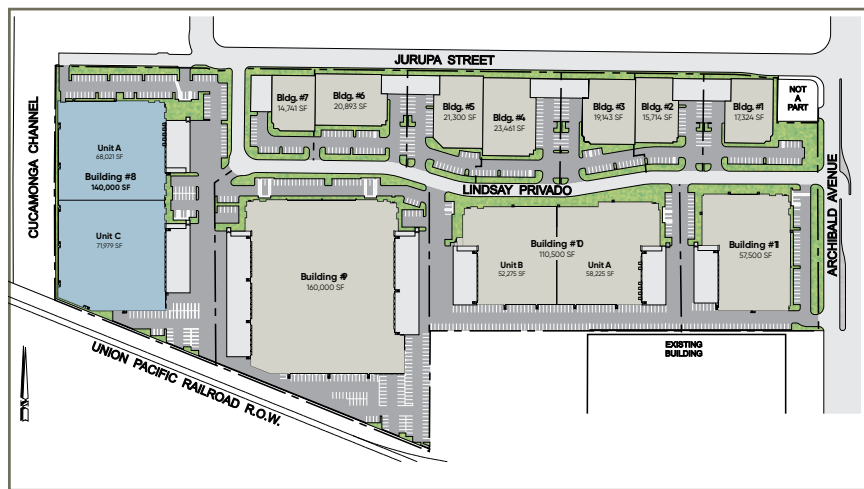 JURUPA STREET
Bldg. #7
14,741 SF
Bldg. #6
20,893 SF
Bldg. #5
21,300 SF
Bldg. #4
23,461 SF
Bldg. #3
19,143 SF
Bldg. #2
15,714 SF
Bldg. #1
17,324 SF
NOT
A
PART
CUCAMONGA CHANNEL
Unit A
68,021 SF
Building #8
140,000 SF
Unit C
71,979 SF
LINDSAY PRIVADO
ARCHIBALD AVENUE
Building #9
160,000 SF
Building #10
110,500 SF
Unit B
52,275 SF
Unit A
58,225 SF
Building #11
57,500 SF
EXISTING
BUILDING
UNION PACIFIC RAILROAD R.O.W.